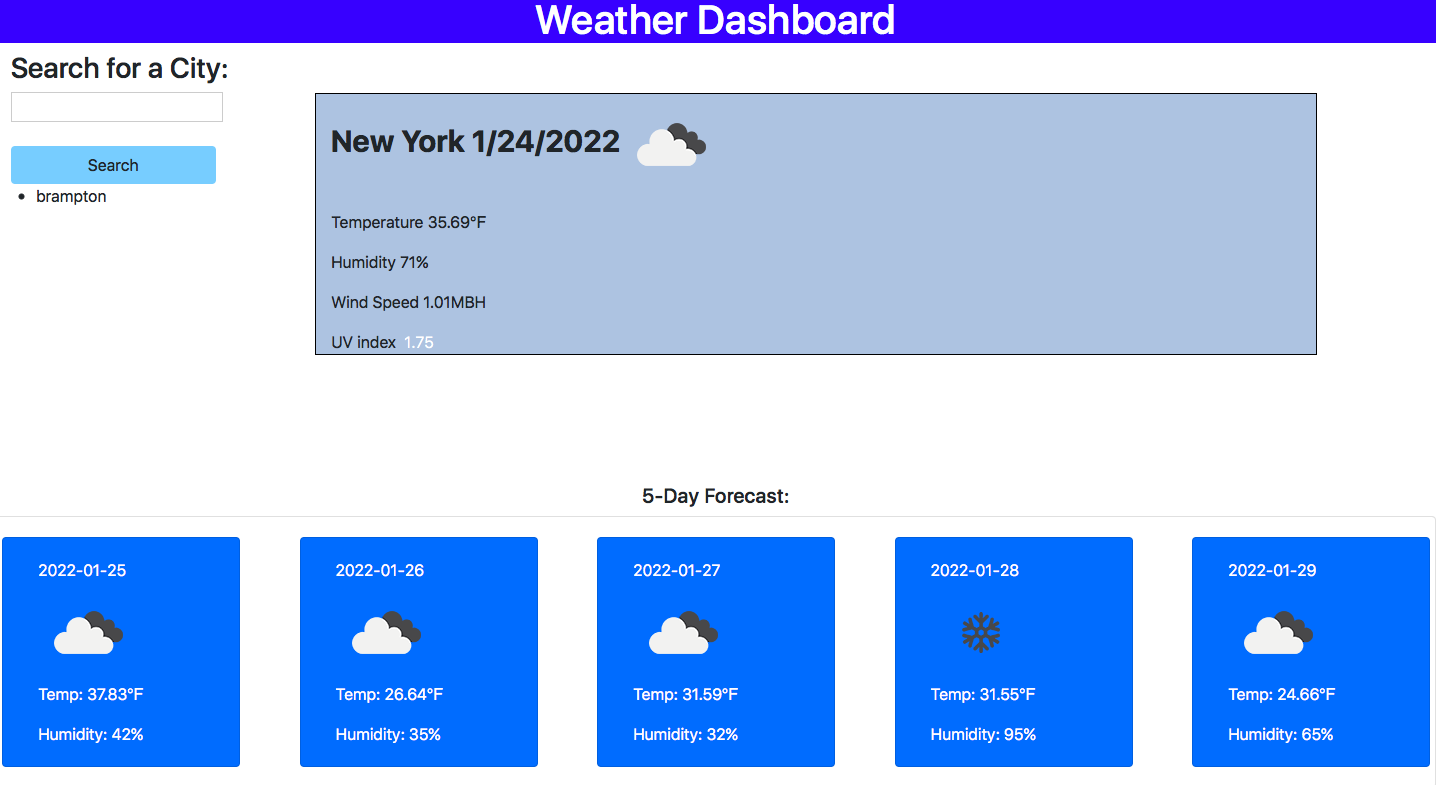 Weather Dashboard
Search for a City:
Search
brampton
New York 1/24/2022
Temperature 35.69°F
Humidity 71%
Wind Speed 1.01MBH
UV index 1.75
5-Day Forecast:
2022-01-25
Temp: 37.83°F
Humidity: 42%
2022-01-26
Temp: 26.64°F
Humidity: 35%
2022-01-27
Temp: 31.59°F
Humidity: 32%
2022-01-28
Temp: 31.55°F
Humidity: 95%
2022-01-29
Temp: 24.66°F
Humidity: 65%